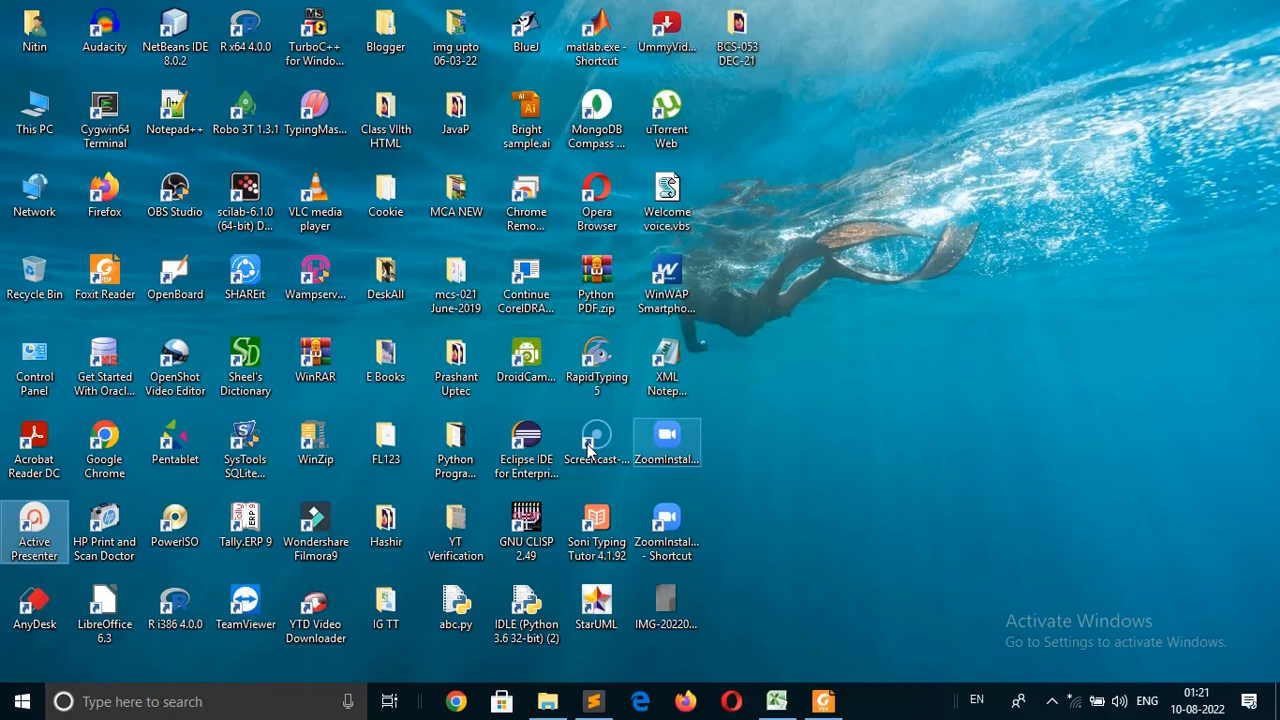 Nitin
Audacity
NetBeans IDE
8.0.2
R x64 4.0.0
TurboC++
for Windo...
Blogger
img upto
06-03-22
BlueJ
matlab.exe -
Shortcut
UmmyVid...
BCS-053
DEC-21
This PC
Cygwin64
Terminal
Notepad++
Robo 3T 1.3.1
TypingMas...
Class VIIth
HTML
JavaP
Bright
sample.ai
MongoDB
Compass ...
uTorrent
Web
Network
Firefox
OBS Studio
scilab-6.1.0
(64-bit) D...
VLC media
player
Cookie
MCA NEW
Chrome
Remo...
Opera
Browser
Welcome
voice.vbs
Recycle Bin
Foxit Reader
OpenBoard
SHAREit
Wampserv...
DeskAll
mcs-021
June-2019
Continue
CorelDRA...
Python
PDF.zip
WinWAP
Smartpho...
Control
Panel
Get Started
With Oracl...
OpenShot
Video Editor
Sheel's
Dictionary
WinRAR
E Books
Prashant
Uptec
DroidCam...
RapidTyping
5
XML
Notep...
Acrobat
Reader DC
Google
Chrome
Pentablet
SysTools
SQLite...
WinZip
FL123
Python
Progra...
Eclipse IDE
for Enterpri...
Screencast-...
ZoomInstal...
Active
Presenter
HP Print and
Scan Doctor
PowerISO
Tally.ERP 9
Wondershare
Filmora9
Hashir
YT
Verification
GNU CLISP
2.49
Soni Typing
Tutor 4.1.92
ZoomInstal...
- Shortcut
AnyDesk
LibreOffice
6.3
R i386 4.0.0
TeamViewer
YTD Video
Downloader
IG TT
abc.py
IDLE (Python
3.6 32-bit) (2)
StarUML
IMG-20220...
Activate Windows
Go to Settings to activate Windows.
Type here to search
EN
ENG
01:21
10-08-2022